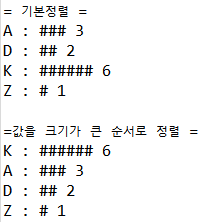 = 기본정렬 =
A : ### 3
D : ## 2
K : ###### 6
Z : # 1

=값을 크기가 큰 순서로 정렬 =
K : ###### 6
A : ### 3
D : ## 2
Z : # 1